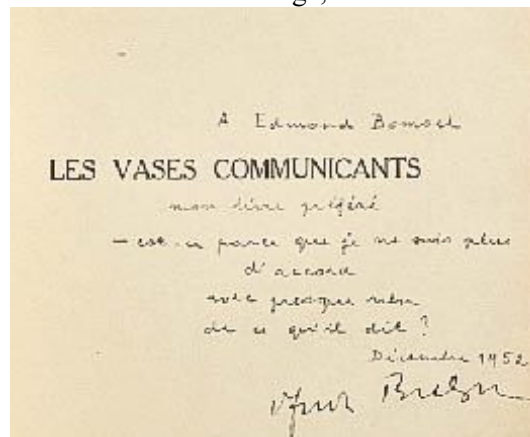 A Edmond Bomsel
LES VASES COMMUNICANTS
mon livre préféré
— est-ce parce que je ne suis plus
d'accord
avec presque rien
de ce qu'il dit ?
Décembre 1952
André Breton